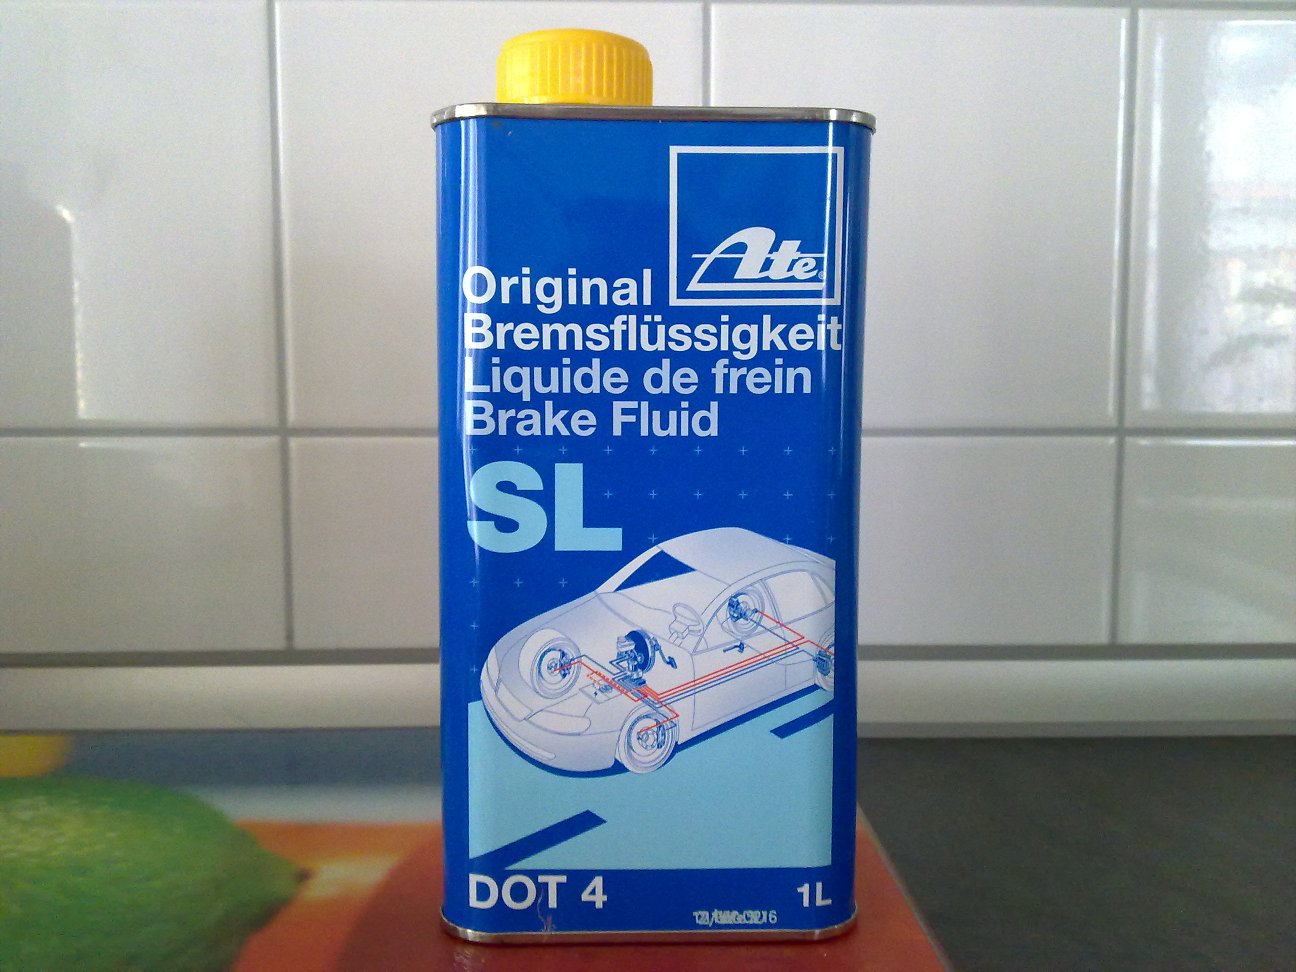 Ate
Original
Bremsflüssigkeit
Liquide de frein
Brake Fluid
SL
DOT 4
1L